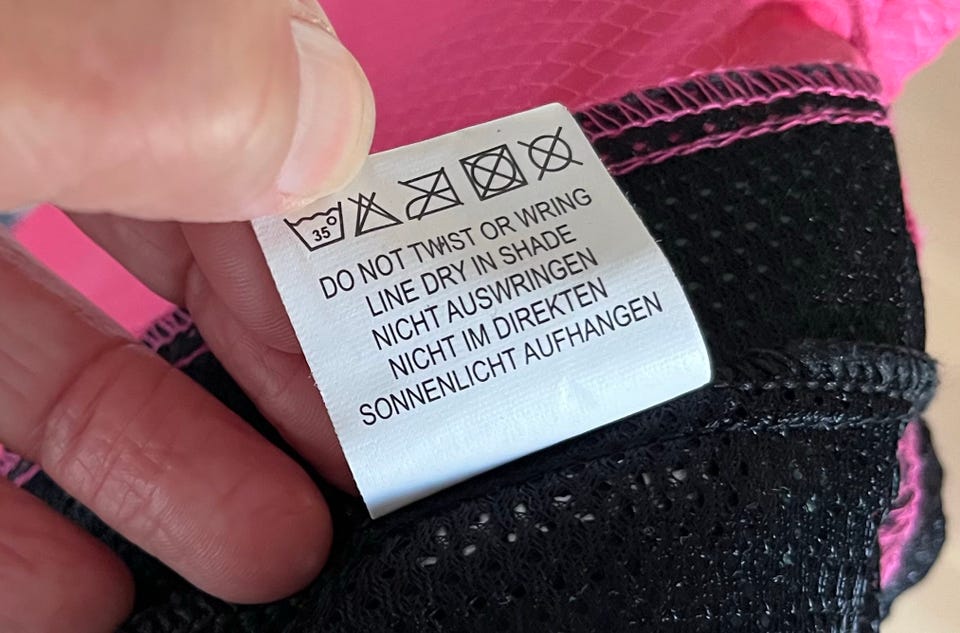 35°
DO NOT TWIST OR WRING
LINE DRY IN SHADE
NICHT AUSWRINGEN
NICHT IM DIREKTEN
SONNENLICHT AUFHANGEN